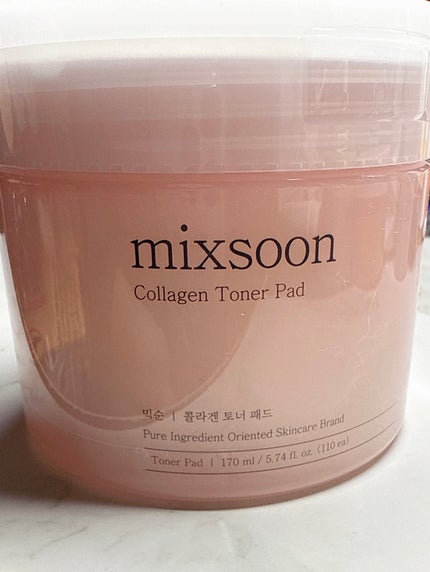 mixsoon
Collagen Toner Pad
믹순 | 콜라겐 토너 패드
Pure Ingredient Oriented Skincare Brand
Toner Pad | 170 ml / 5.74 fl. oz. (110 ea)